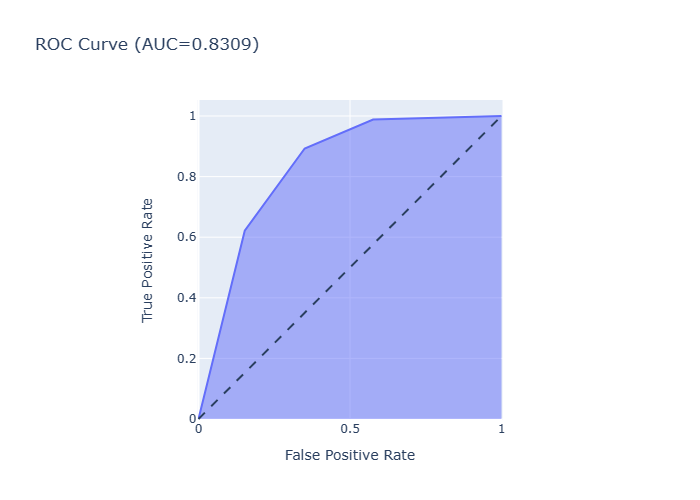 ROC Curve (AUC=0.8309)
1
0.8
0.6
0.4
0.2
0
0 0.5 1
True Positive Rate
False Positive Rate